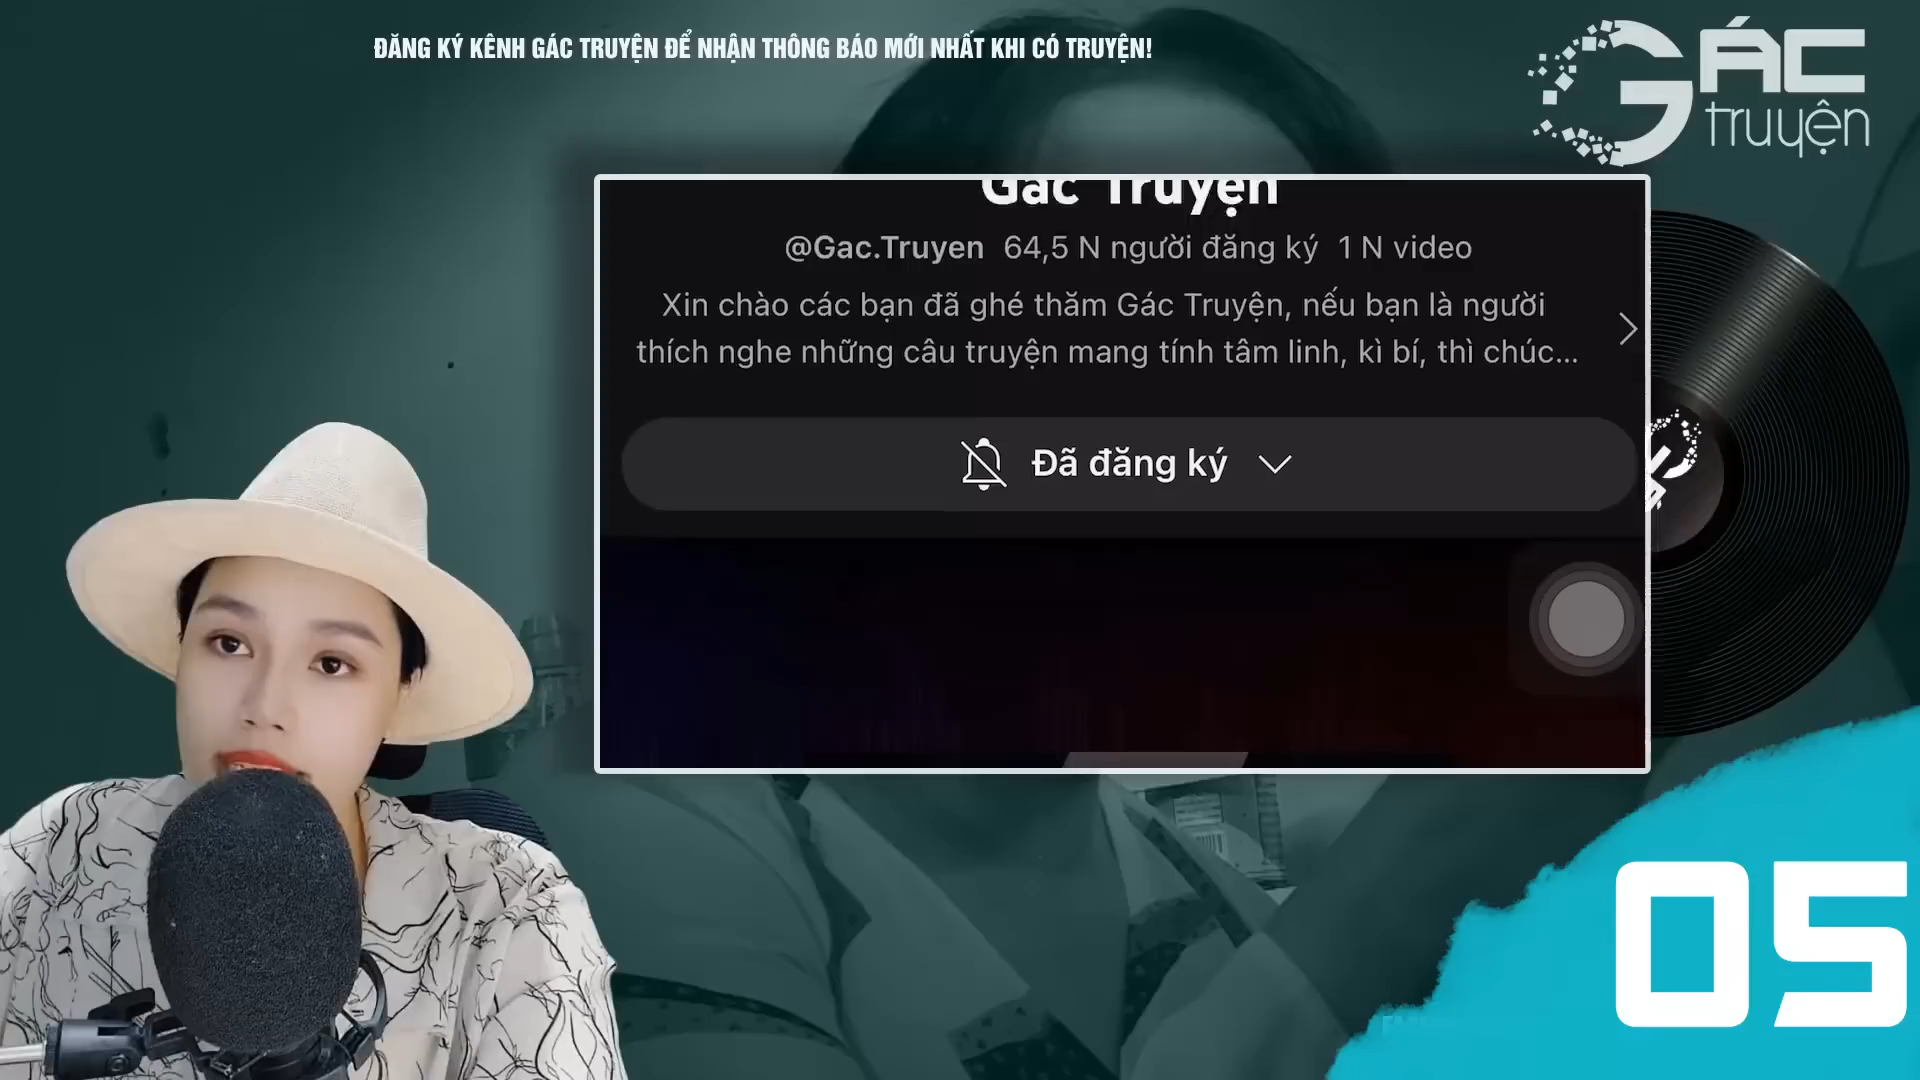 ĐĂNG KÝ KÊNH GÁC TRUYỆN ĐỂ NHẬN THÔNG BÁO MỚI NHẤT KHI CÓ TRUYỆN!
GÁC
truyện
Gác Truyện
@Gac.Truyen 64,5 N người đăng ký 1 N video
Xin chào các bạn đã ghé thăm Gác Truyện, nếu bạn là người
thích nghe những câu truyện mang tính tâm linh, kì bí, thì chúc...
Đã đăng ký
05